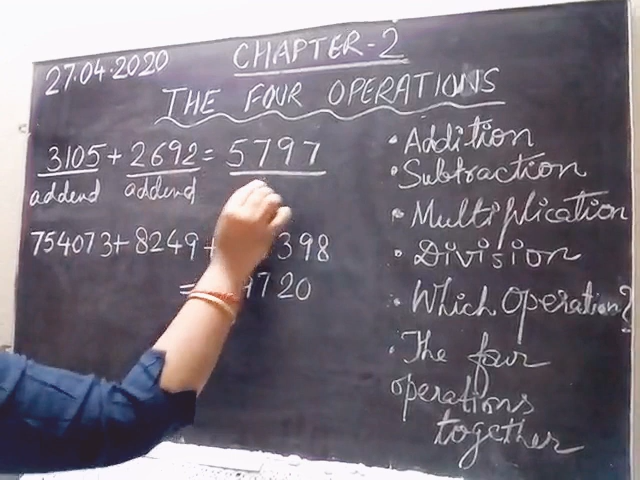 27.04.2020
CHAPTER-2
THE FOUR OPERATIONS
3105 + 2692 = 5797
addend addend
754073 + 8249 + 398
= 720
• Addition
• Subtraction
• Multiplication
• Division
• Which Operation?
• The four
operations
together